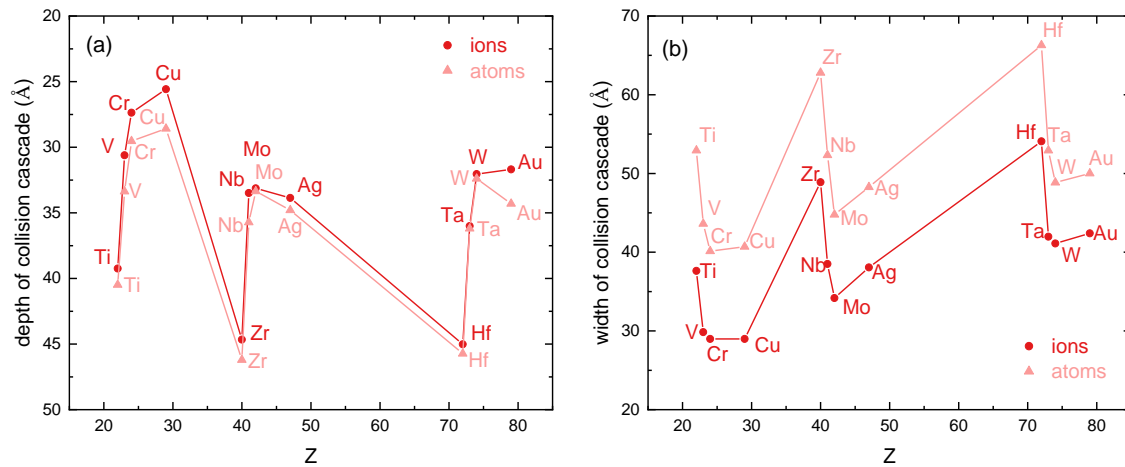 (a)
ions
atoms
Cu
Cr
Cu
Cr
V
V
Ti
Ti
Mo
Nb
Mo
Nb
Ag
Ag
Zr
Zr
W
Au
W
Au
Ta
Ta
Hf
Hf
depth of collision cascade (Å)
20
25
30
35
40
45
50
20 30 40 50 60 70 80
Z
(b)
Hf
Zr
Ti
V
Cr
Cu
Nb
Mo
Ag
Ta
W
Au
Hf
Zr
Ti
V
Cr
Cu
Nb
Mo
Ag
Ta
W
Au
ions
atoms
width of collision cascade (Å)
70
60
50
40
30
20
20 30 40 50 60 70 80
Z